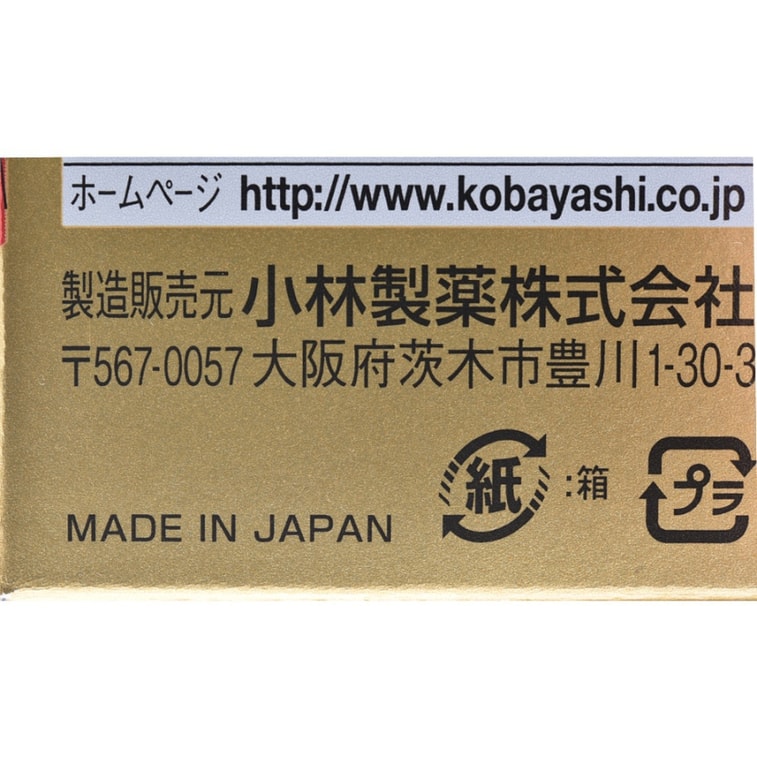 ホームページ http://www.kobayashi.co.jp
製造販売元 小林製薬株式会社
〒567-0057 大阪府茨木市豊川1-30-3
紙 :箱 プラ
MADE IN JAPAN